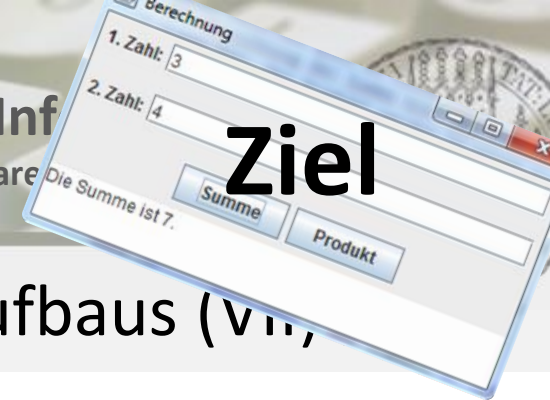 Berechnung
1. Zahl: 3
2. Zahl: 4
Ziel
Summe
Produkt
Die Summe ist 7.
Inf
are
ufbaus (VII)